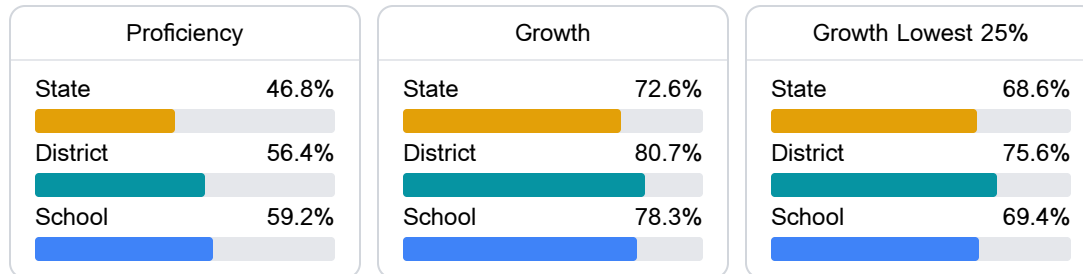 Proficiency
State 46.8%
District 56.4%
School 59.2%
Growth
State 72.6%
District 80.7%
School 78.3%
Growth Lowest 25%
State 68.6%
District 75.6%
School 69.4%